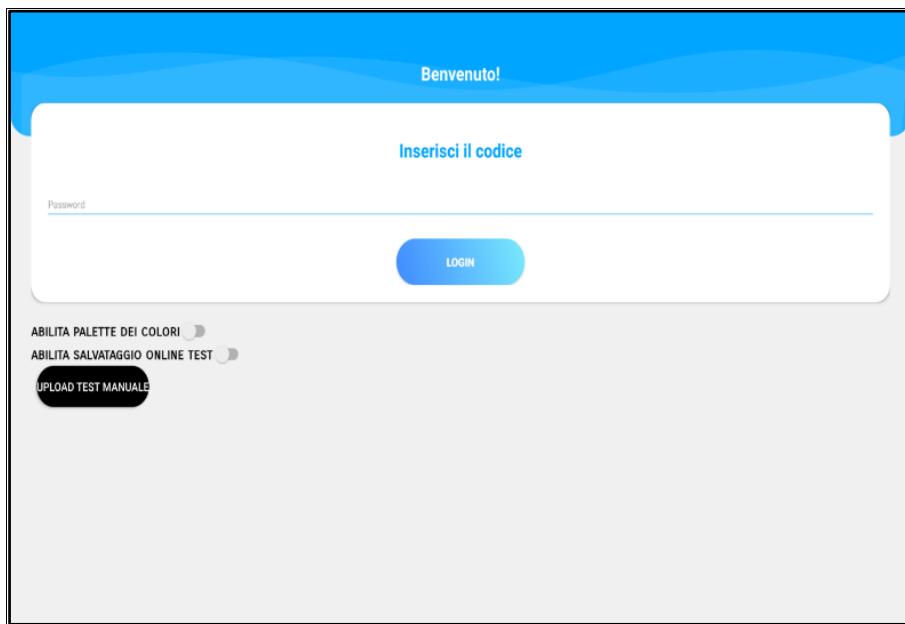 Benvenuto!
Inserisci il codice
Password
LOGIN
ABILITA PALETTE DEI COLORI
ABILITA SALVATAGGIO ONLINE TEST
UPLOAD TEST MANUALE